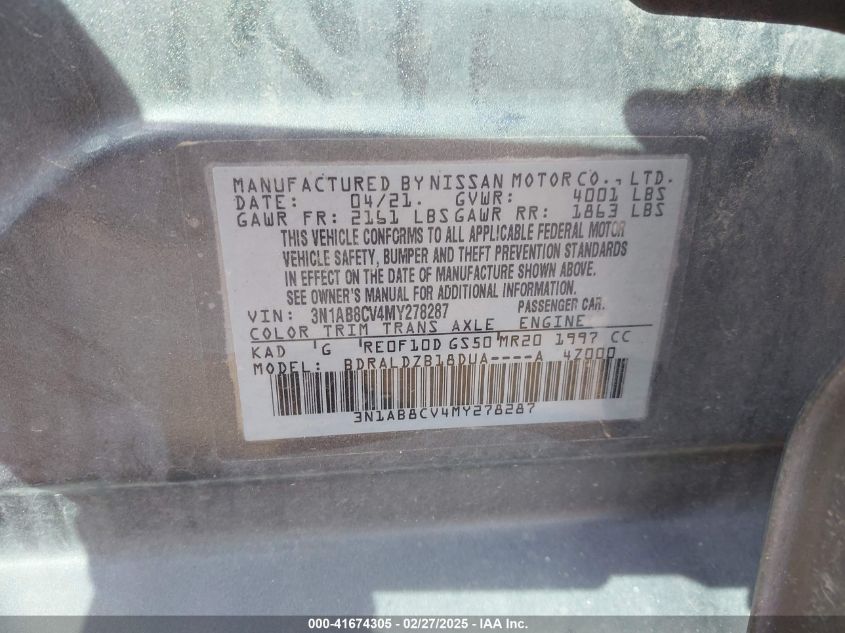 MANUFACTURED BY NISSAN MOTOR CO., LTD.
DATE: 04/21. GVWR: 4001 LBS
GAWR FR: 2161 LBS GAWR RR: 1863 LBS
THIS VEHICLE CONFORMS TO ALL APPLICABLE FEDERAL MOTOR
VEHICLE SAFETY, BUMPER AND THEFT PREVENTION STANDARDS
IN EFFECT ON THE DATE OF MANUFACTURE SHOWN ABOVE.
SEE OWNER'S MANUAL FOR ADDITIONAL INFORMATION.
VIN: 3N1AB8CV4MY278287 PASSENGER CAR.
COLOR TRIM TRANS AXLE ENGINE
KAD 'G 'RE0F10D GS50 MR20 1997 CC
MODEL: BDRALDZB18DUA----A 47000
3N1AB8CV4MY278287
000-41674305 - 02/27/2025 - IAA Inc.